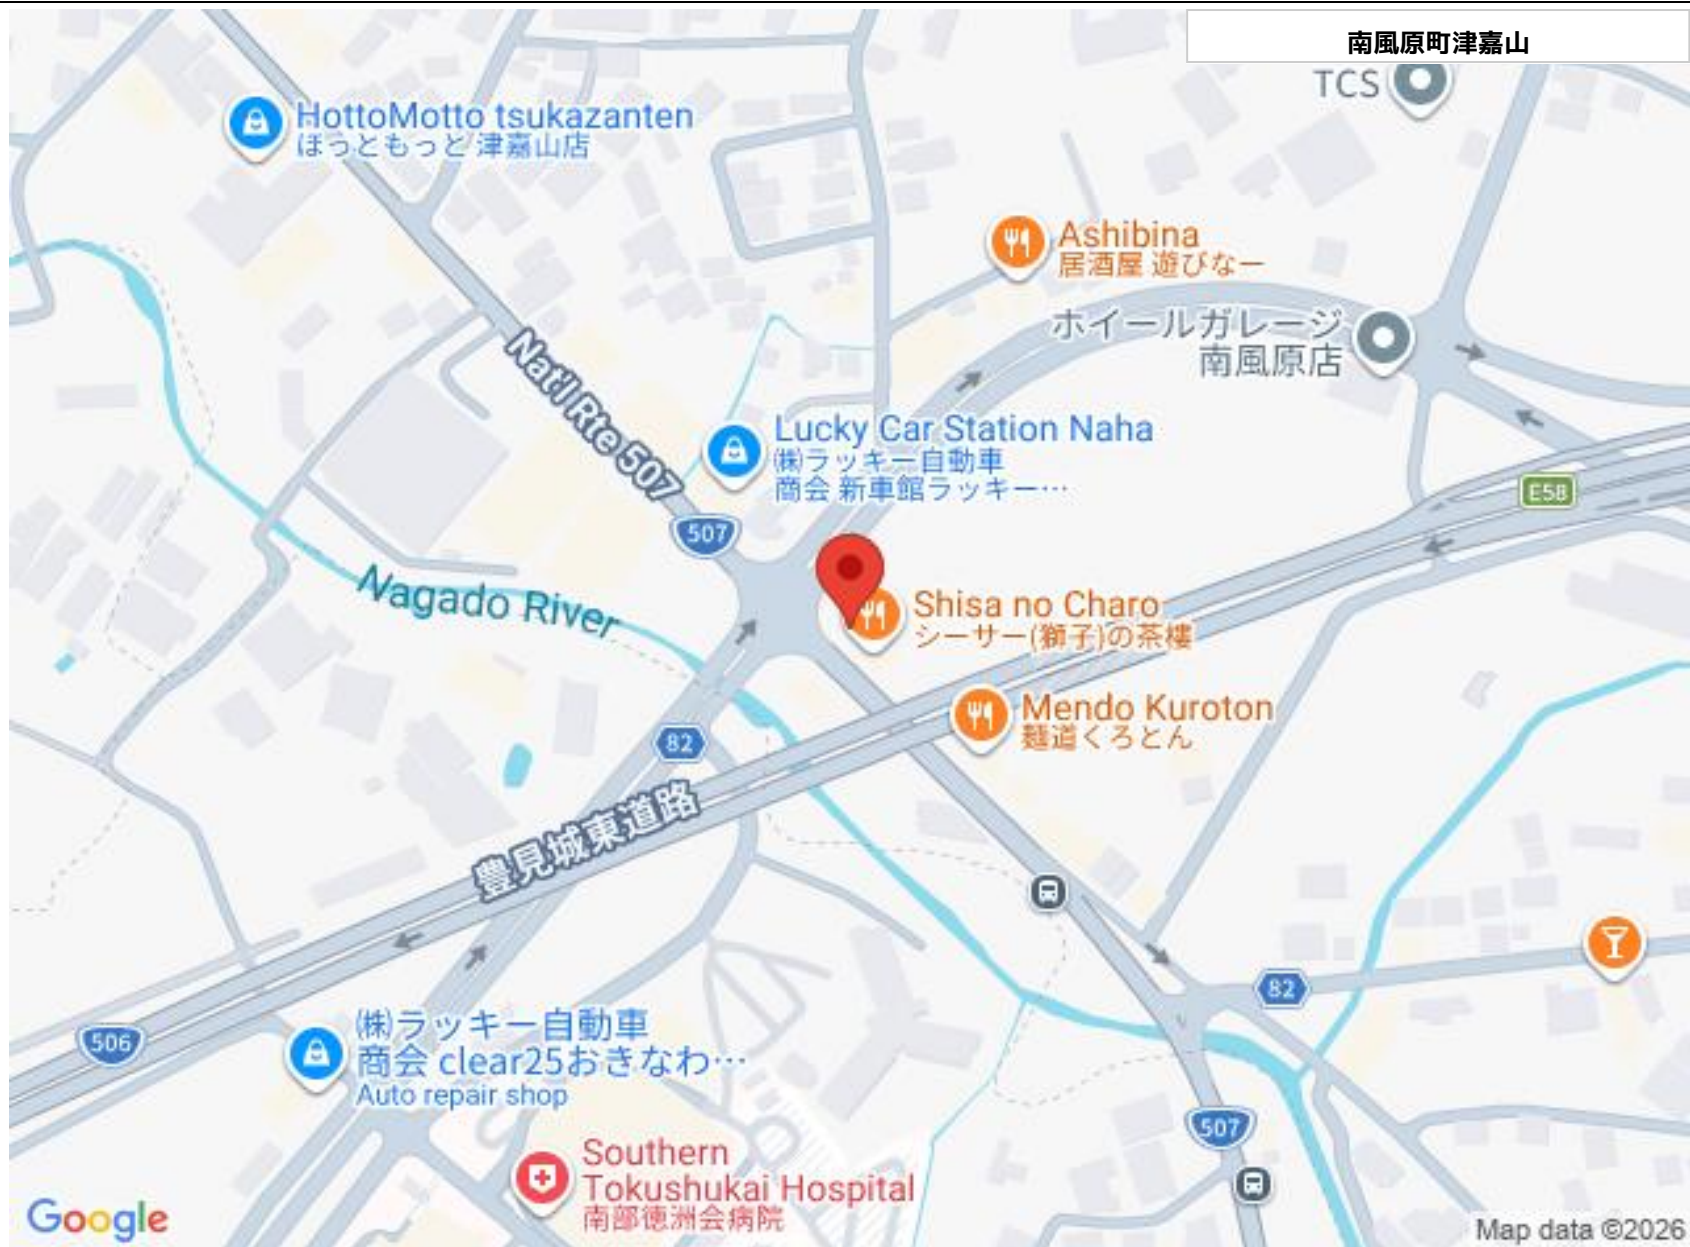 南風原町津嘉山
TCS
HottoMotto tsukazanten
ほっともっと 津嘉山店
Ashibina
居酒屋 遊びなー
ホイールガレージ
南風原店
Nat'l Rte 507
Lucky Car Station Naha
㈱ラッキー自動車
商会 新車館ラッキー…
E58
507
Nagado River
Shisa no Charo
シーサー(獅子)の茶樓
Mendo Kuroton
麺道くろとん
82
豊見城東道路
82
506
㈱ラッキー自動車
商会 clear25おきなわ…
Auto repair shop
507
Southern
Tokushukai Hospital
南部徳洲会病院
Google
Map data ©2026